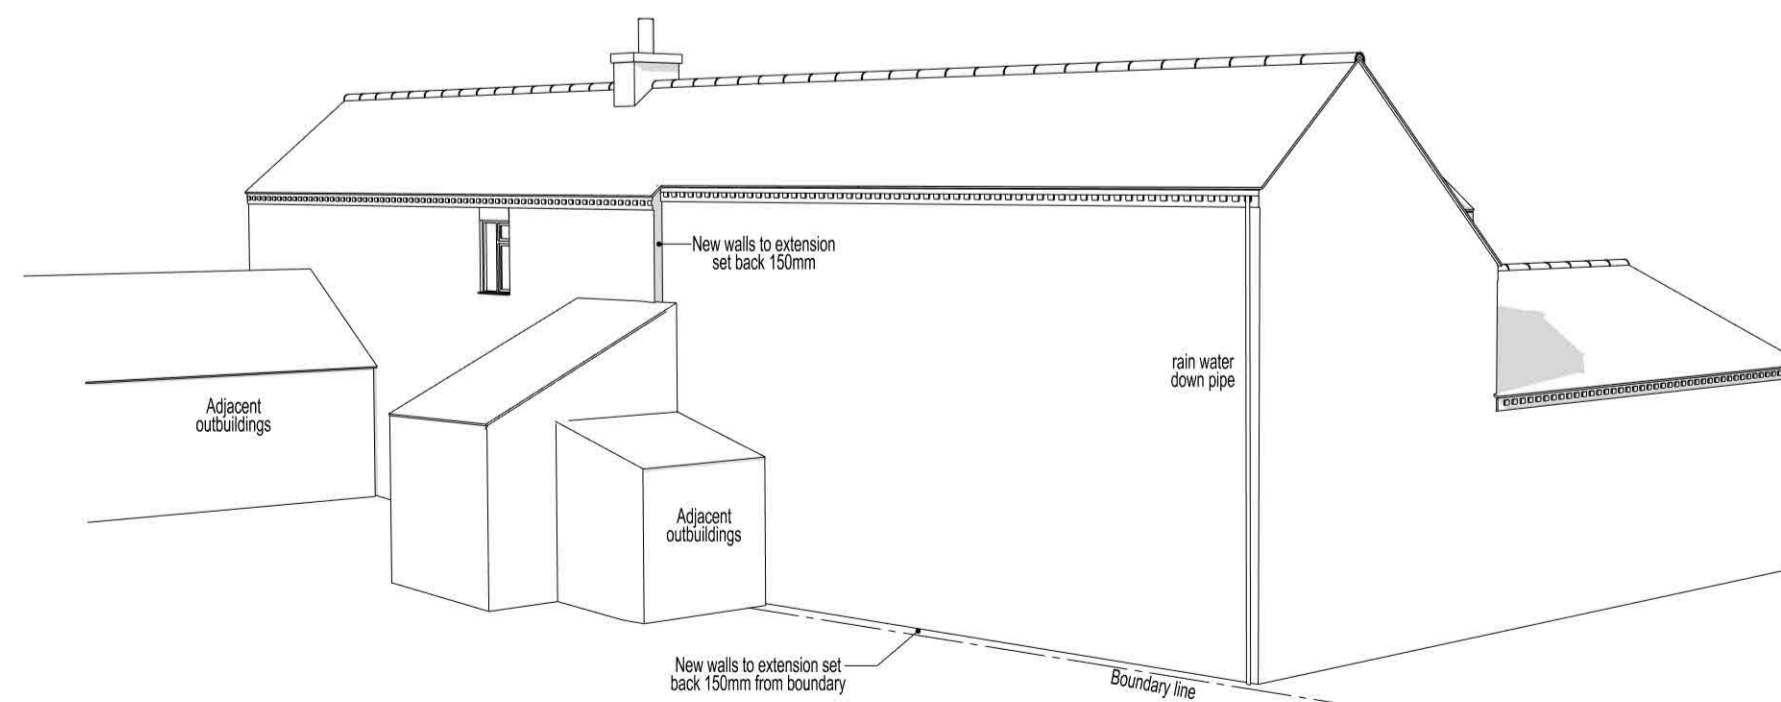 New walls to extension
set back 150mm
rain water
down pipe
Adjacent
outbuildings
Adjacent
outbuildings
New walls to extension set
back 150mm from boundary
Boundary line